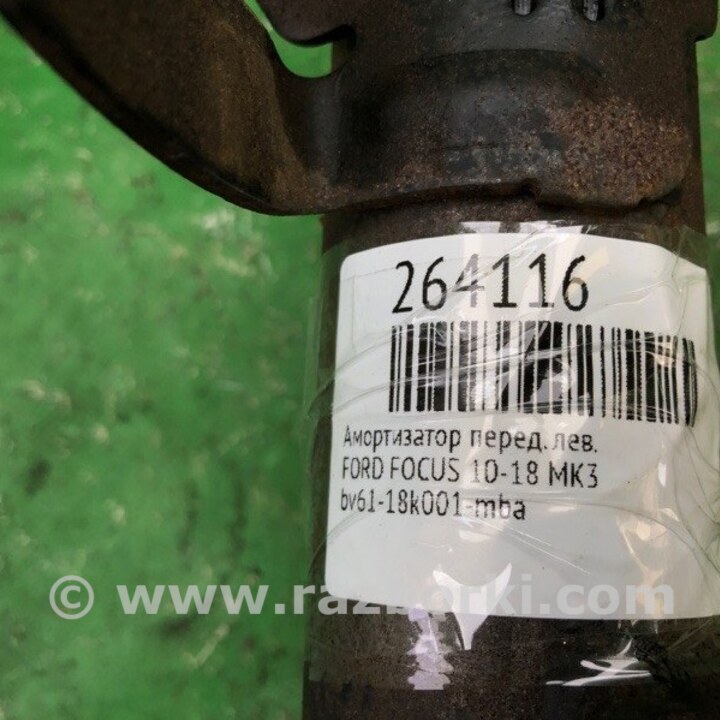 264116
Амортизатор перед.лев.
FORD FOCUS 10-18 MK3
bv61-18k001-mba
© www.razborki.com